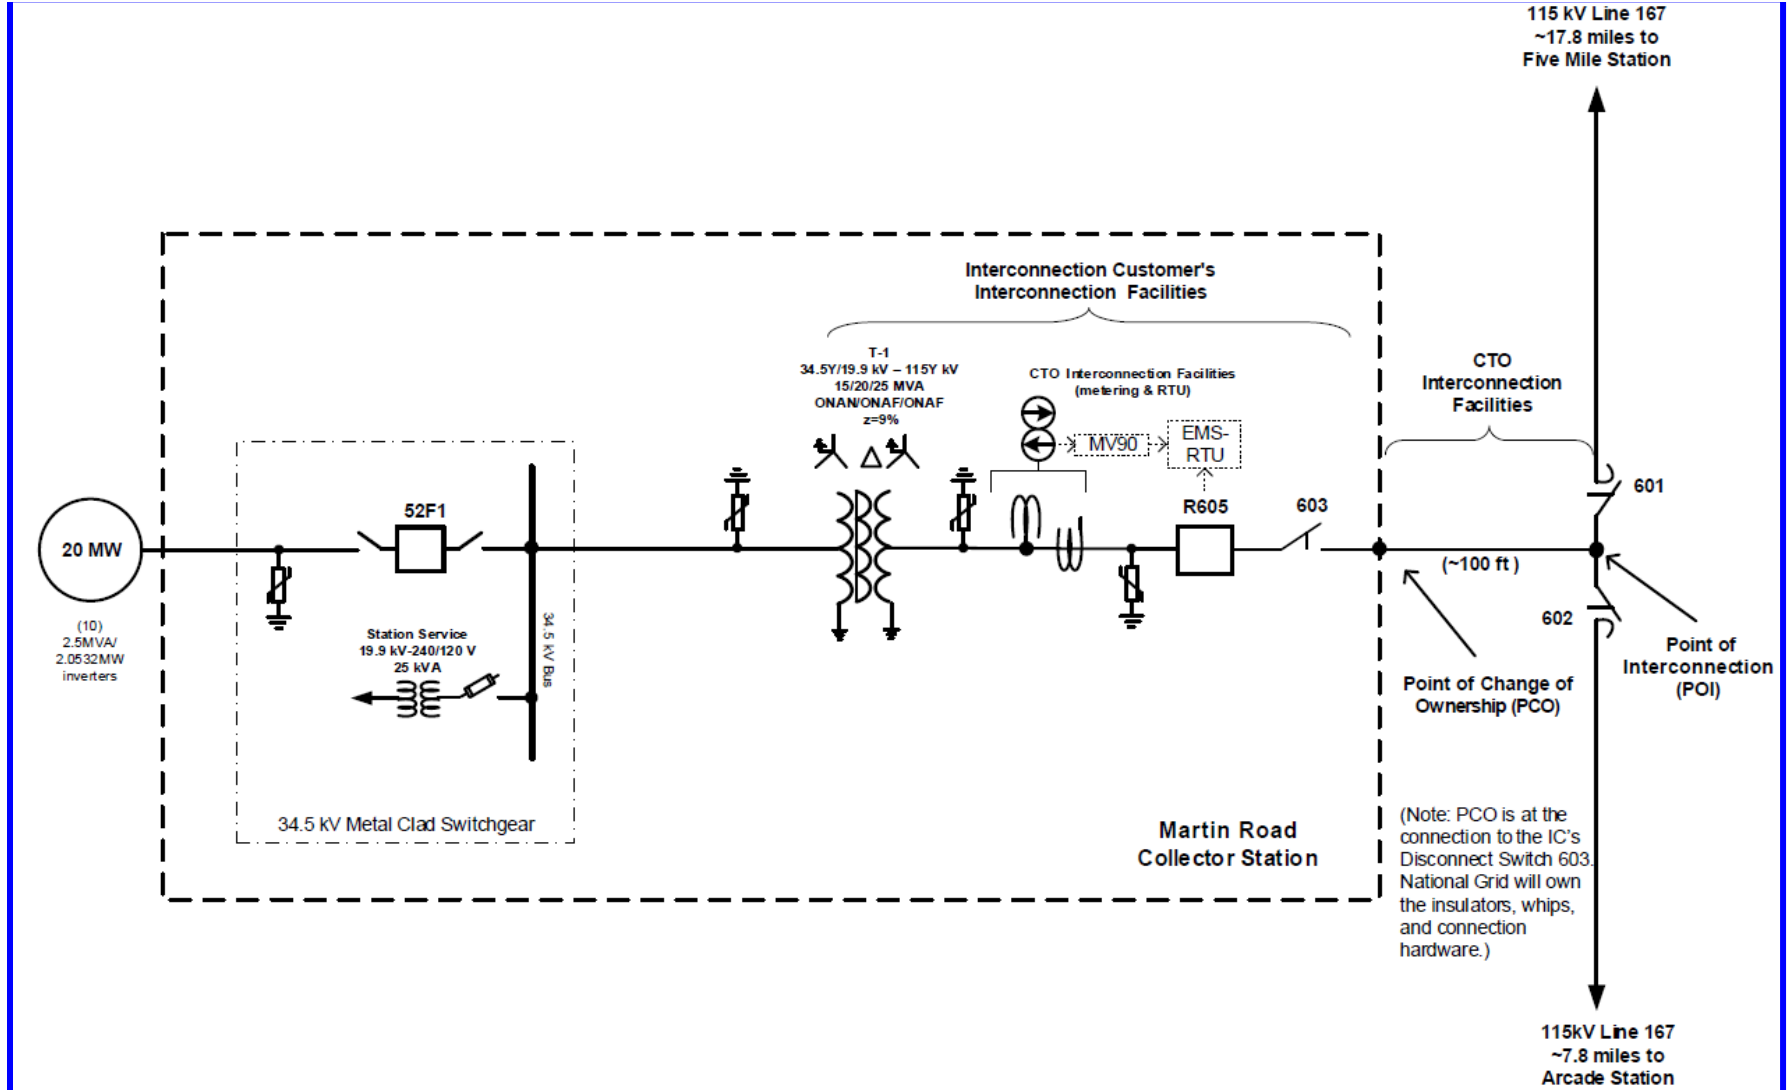 115 kV Line 167
~17.8 miles to
Five Mile Station
Interconnection Customer's
Interconnection Facilities
T-1
34.5Y/19.9 kV – 115Y kV
15/20/25 MVA
ONAN/ONAF/ONAF
z=9%
CTO Interconnection Facilities
(metering & RTU)
MV90
EMS-
RTU
CTO
Interconnection
Facilities
601
R605
603
52F1
20 MW
(10)
2.5MVA/
2.0532MW
inverters
Station Service
19.9 kV-240/120 V
25 kVA
34.5 kV Bus
34.5 kV Metal Clad Switchgear
(~100 ft )
602
Point of
Interconnection
(POI)
Point of Change of
Ownership (PCO)
Martin Road
Collector Station
(Note: PCO is at the
connection to the IC's
Disconnect Switch 603.
National Grid will own
the insulators, whips,
and connection
hardware.)
115kV Line 167
~7.8 miles to
Arcade Station